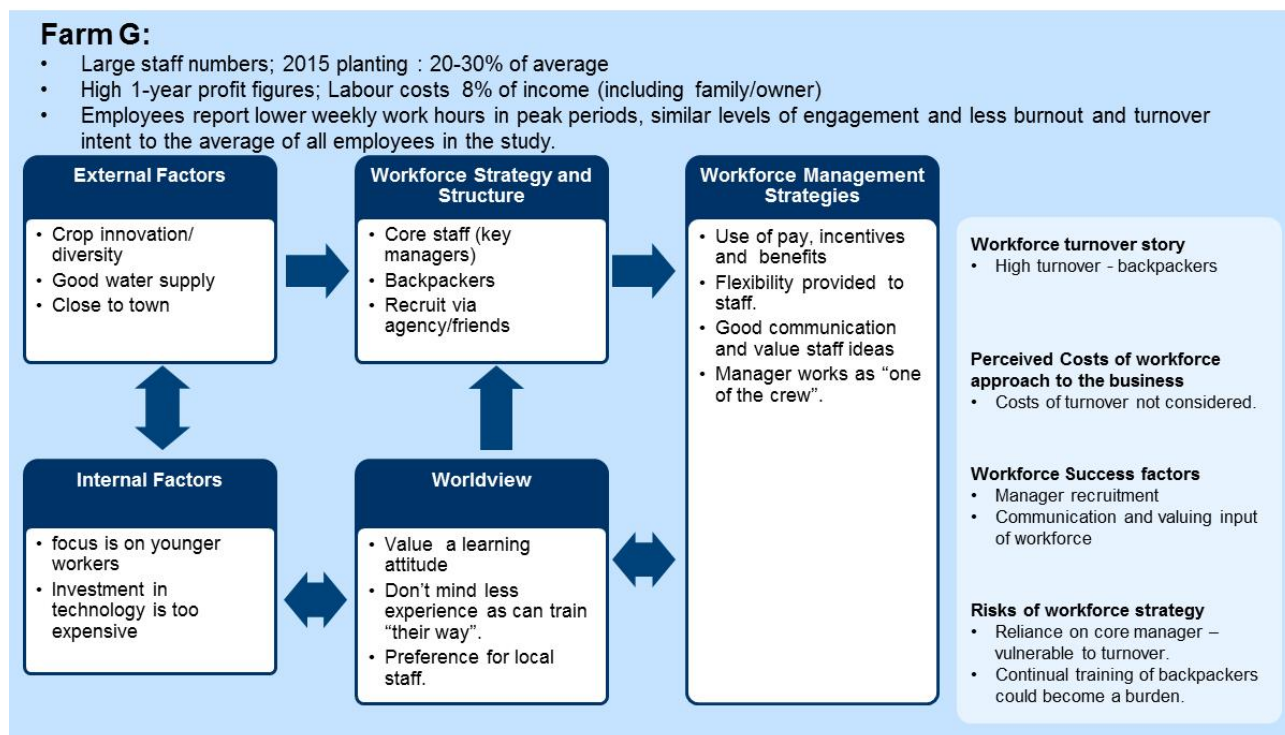 Farm G:
• Large staff numbers; 2015 planting : 20-30% of average
• High 1-year profit figures; Labour costs 8% of income (including family/owner)
• Employees report lower weekly work hours in peak periods, similar levels of engagement and less burnout and turnover
intent to the average of all employees in the study.
External Factors
• Crop innovation/
diversity
• Good water supply
• Close to town
Workforce Strategy and
Structure
• Core staff (key
managers)
• Backpackers
• Recruit via
agency/friends
Workforce Management
Strategies
• Use of pay, incentives
and benefits
• Flexibility provided to
staff.
• Good communication
and value staff ideas
• Manager works as “one
of the crew”.
Internal Factors
• focus is on younger
workers
• Investment in
technology is too
expensive
Worldview
• Value a learning
attitude
• Don’t mind less
experience as can train
“their way”.
• Preference for local
staff.
Workforce turnover story
• High turnover - backpackers
Perceived Costs of workforce
approach to the business
• Costs of turnover not considered.
Workforce Success factors
• Manager recruitment
• Communication and valuing input
of workforce
Risks of workforce strategy
• Reliance on core manager –
vulnerable to turnover.
• Continual training of backpackers
could become a burden.